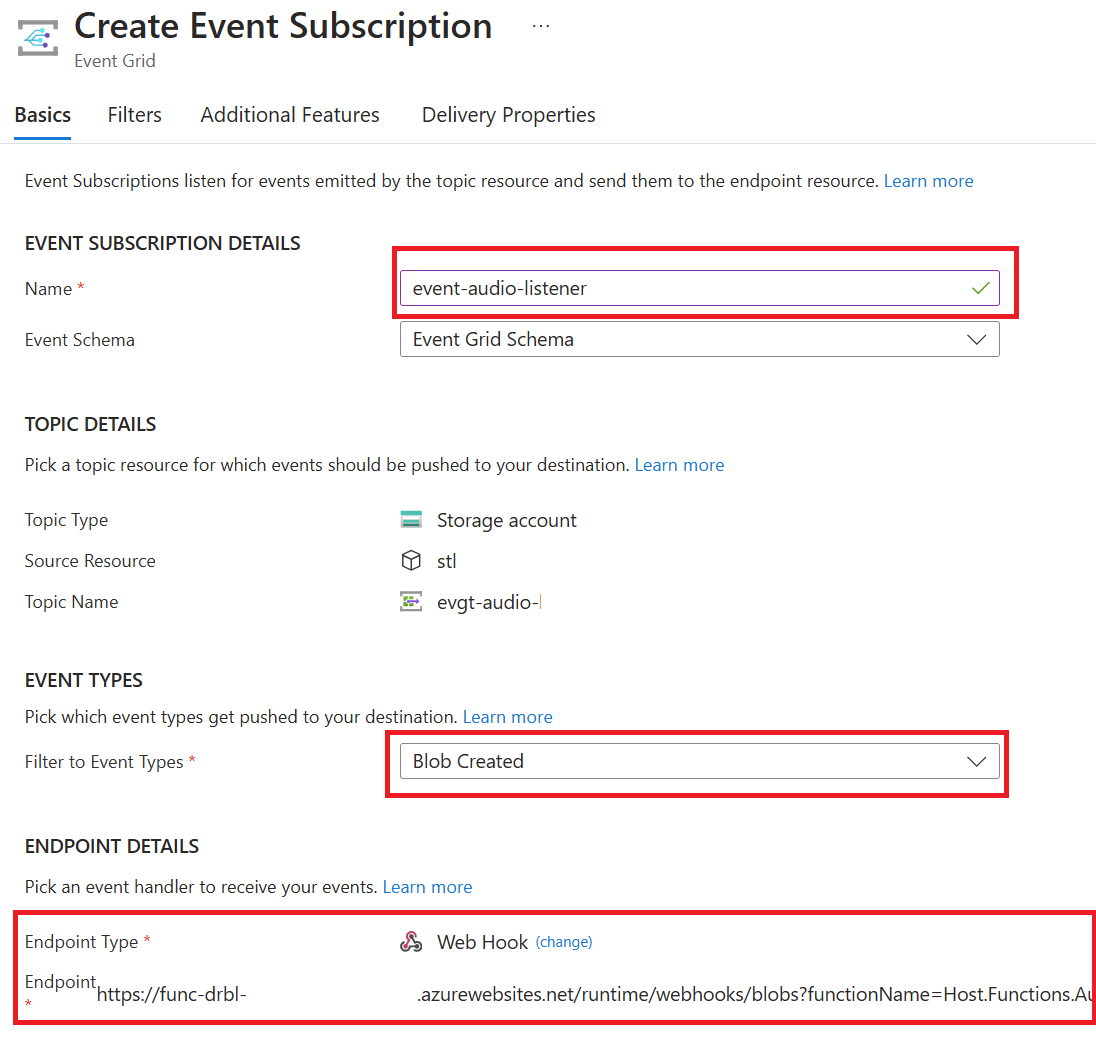 Create Event Subscription ...
Event Grid
Basics Filters Additional Features Delivery Properties
Event Subscriptions listen for events emitted by the topic resource and send them to the endpoint resource. Learn more
EVENT SUBSCRIPTION DETAILS
Name * event-audio-listener
Event Schema Event Grid Schema
TOPIC DETAILS
Pick a topic resource for which events should be pushed to your destination. Learn more
Topic Type Storage account
Source Resource stl
Topic Name evgt-audio-
EVENT TYPES
Pick which event types get pushed to your destination. Learn more
Filter to Event Types * Blob Created
ENDPOINT DETAILS
Pick an event handler to receive your events. Learn more
Endpoint Type * Web Hook (change)
Endpoint * https://func-drbl- .azurewebsites.net/runtime/webhooks/blobs?functionName=Host.Functions.Au